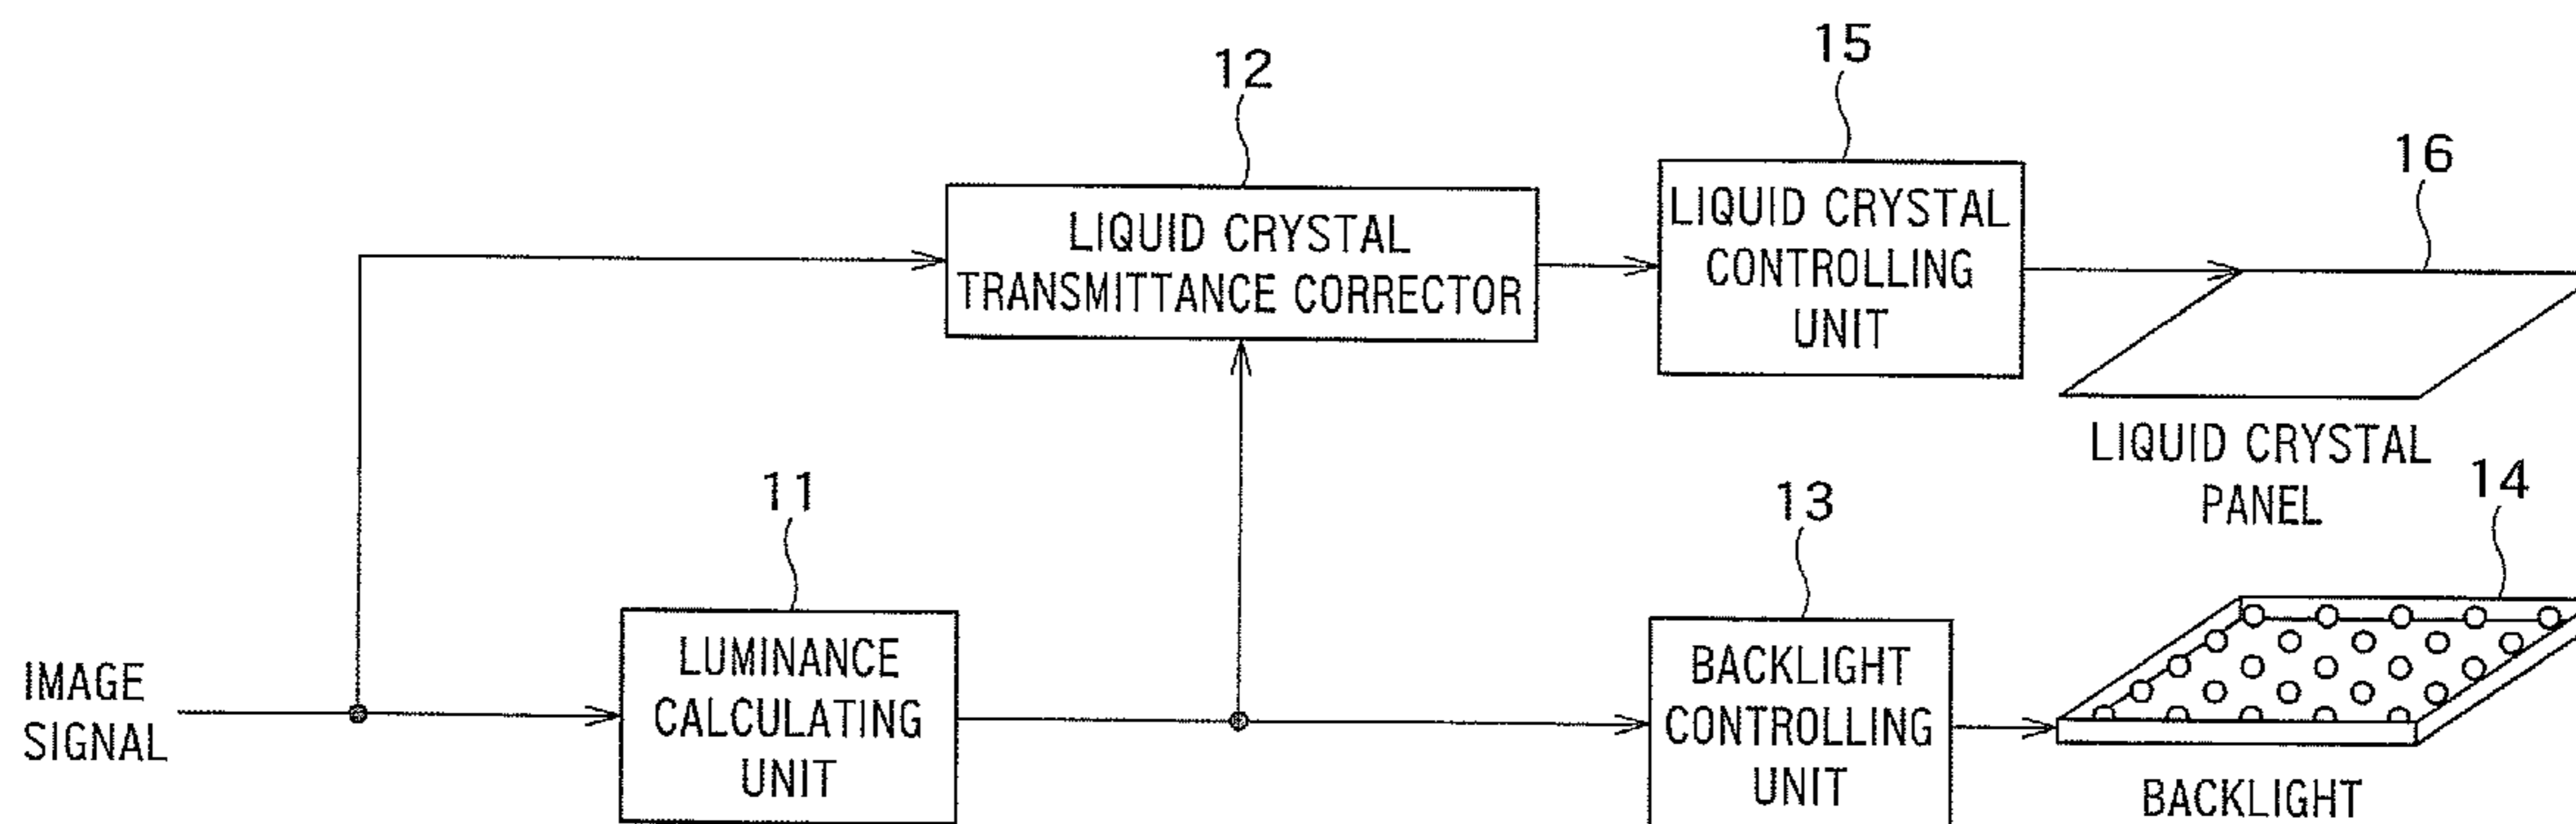 15
12
16
LIQUID CRYSTAL
TRANSMITTANCE CORRECTOR
LIQUID CRYSTAL
CONTROLLING
UNIT
LIQUID CRYSTAL
PANEL
11
13
14
IMAGE
SIGNAL
LUMINANCE
CALCULATING
UNIT
BACKLIGHT
CONTROLLING
UNIT
BACKLIGHT